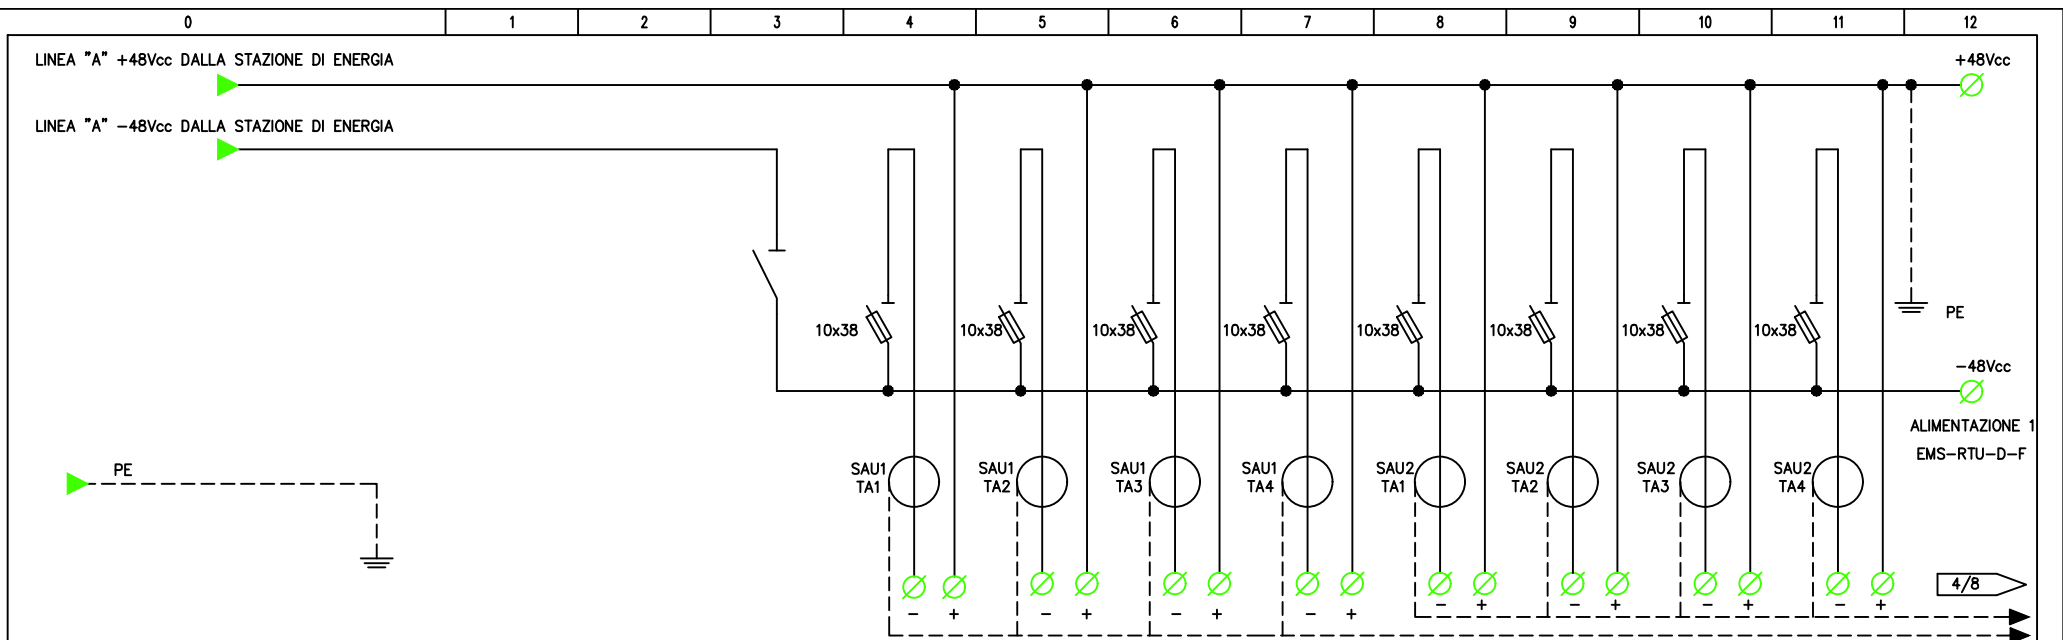 0 1 2 3 4 5 6 7 8 9 10 11 12
LINEA "A" +48Vcc DALLA STAZIONE DI ENERGIA
+48Vcc
LINEA "A" -48Vcc DALLA STAZIONE DI ENERGIA
10x38 10x38 10x38 10x38 10x38 10x38 10x38 10x38
PE
-48Vcc
ALIMENTAZIONE 1
EMS-RTU-D-F
PE
SAU1 TA1
SAU1 TA2
SAU1 TA3
SAU1 TA4
SAU2 TA1
SAU2 TA2
SAU2 TA3
SAU2 TA4
4/8
- + - + - + - + - + - + - + - +